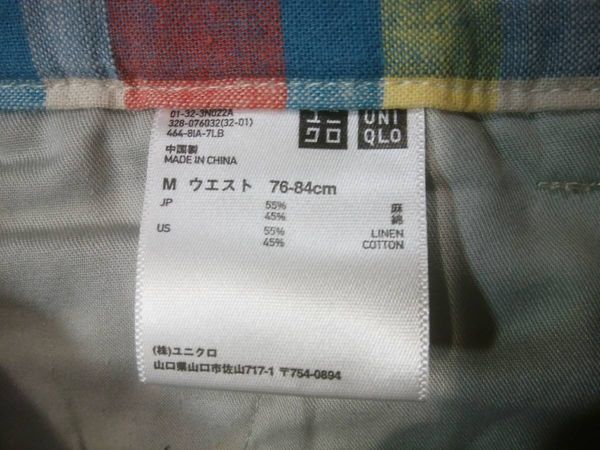 01-32-3N022A
328-076032(32-01)
464-81A-7LB
中国製
MADE IN CHINA
ユニ
クロ
UNI
QLO
M ウエスト 76-84cm
JP 55% 麻
45% 綿
US 55% LINEN
45% COTTON
(株)ユニクロ
山口県山口市佐山717-1 〒754-0894